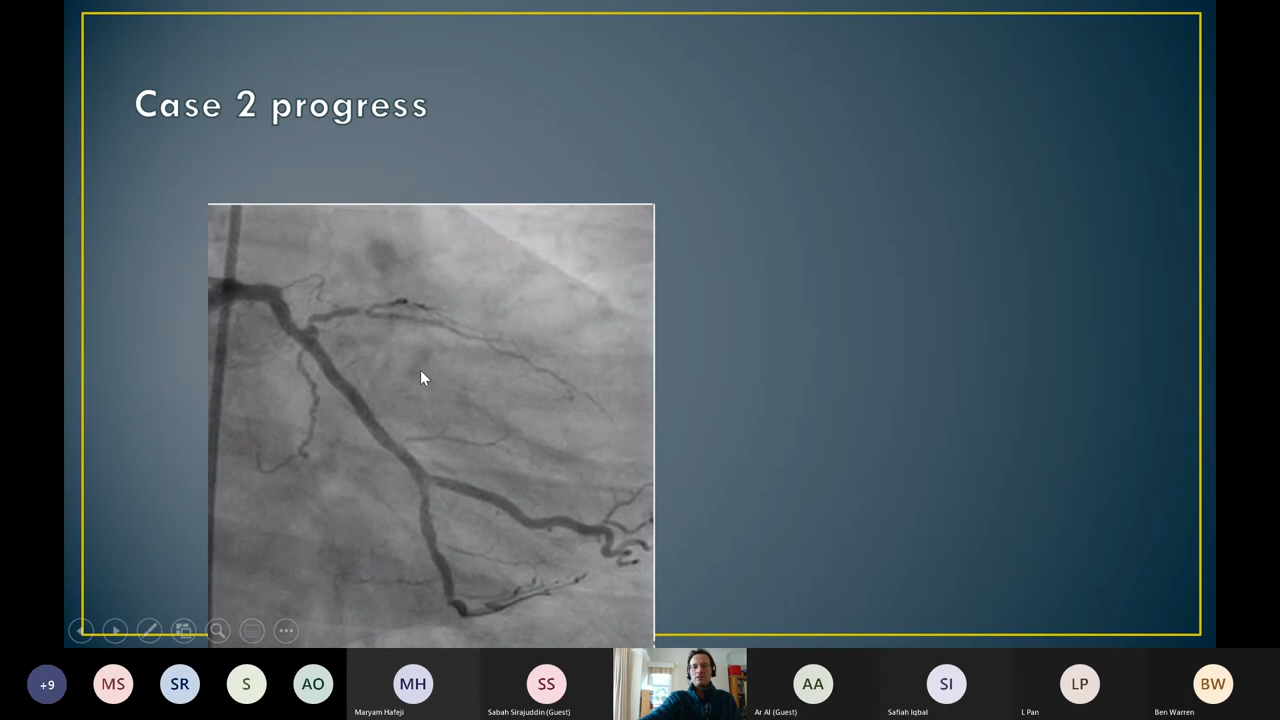 Case 2 progress
+9
MS
SR
S
AO
MH
Maryam Hafeji
SS
Sabah Sirajuddin (Guest)
AA
Ar Al (Guest)
SI
Safiah Iqbal
LP
L Pan
BW
Ben Warren